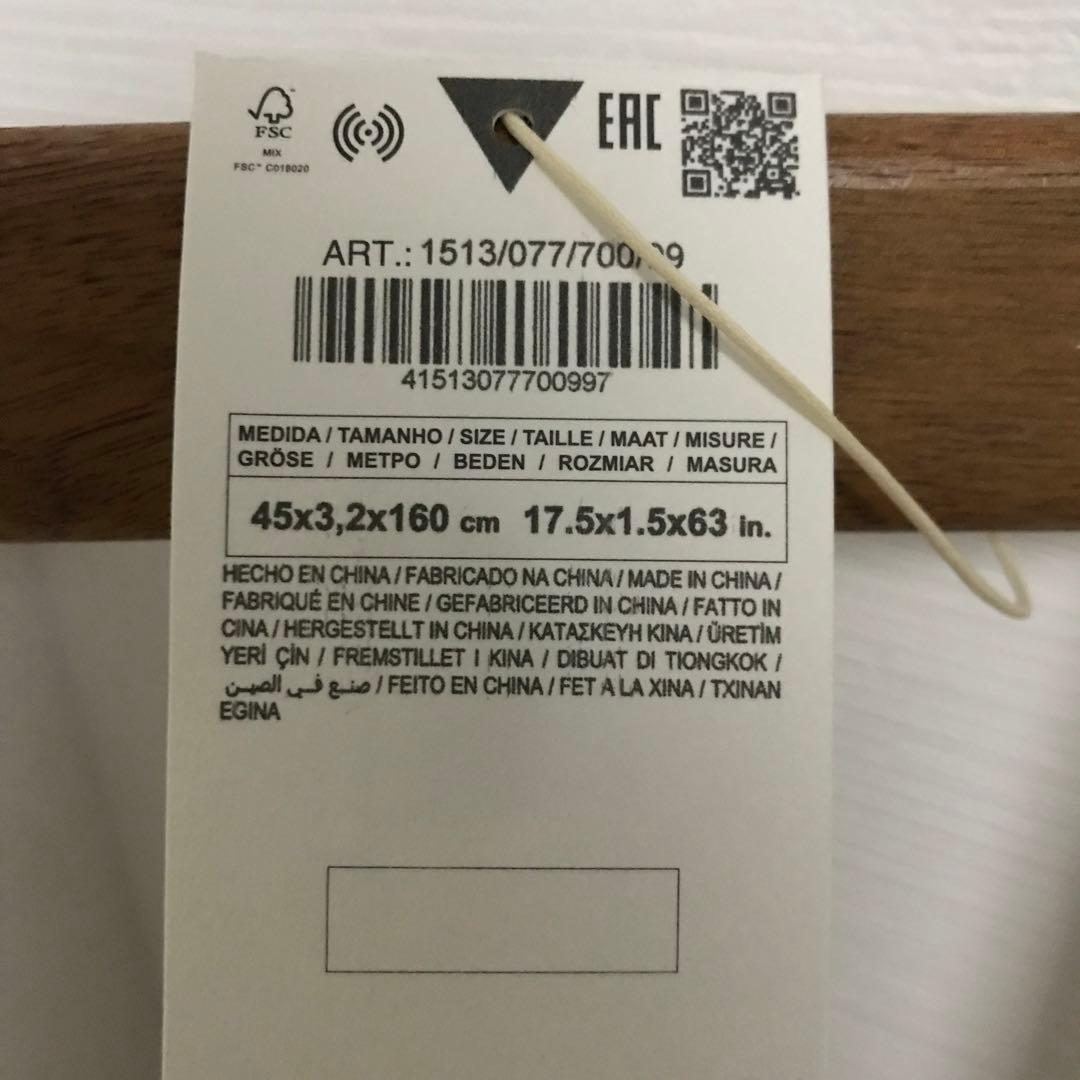 FSC
MIX
FSC™ C018020
EAC
ART.: 1513/077/700/99
41513077700997
MEDIDA / TAMANHO / SIZE / TAILLE / MAAT / MISURE /
GRÖSE / ΜΕΤΡΟ / BEDEN / ROZMIAR / MASURA
45x3,2x160 cm 17.5x1.5x63 in.
HECHO EN CHINA / FABRICADO NA CHINA / MADE IN CHINA /
FABRIQUÉ EN CHINE / GEFABRICEERD IN CHINA / FATTO IN
CINA / HERGESTELLT IN CHINA / ΚΑΤΑΣΚΕΥΗ ΚΙΝΑ / ÜRETİM
YERİ ÇİN / FREMSTILLET I KINA / DIBUAT DI TIONGKOK /
صنع في الصين / FEITO EN CHINA / FET A LA XINA / TXINAN
EGINA